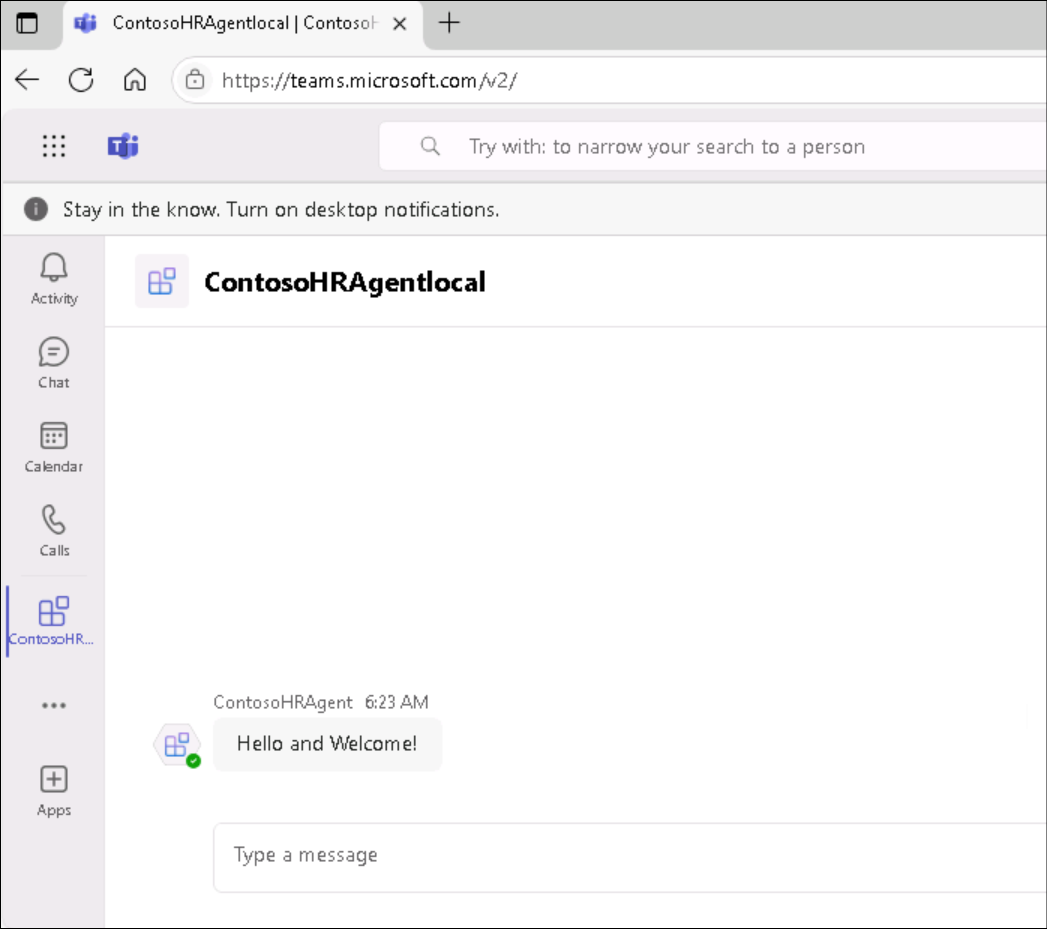 ContosoHRAgentlocal | ContosoH
https://teams.microsoft.com/v2/
Try with: to narrow your search to a person
Stay in the know. Turn on desktop notifications.
Activity
Chat
Calendar
Calls
ContosoHR...
Apps
ContosoHRAgentlocal
ContosoHRAgent 6:23 AM
Hello and Welcome!
Type a message